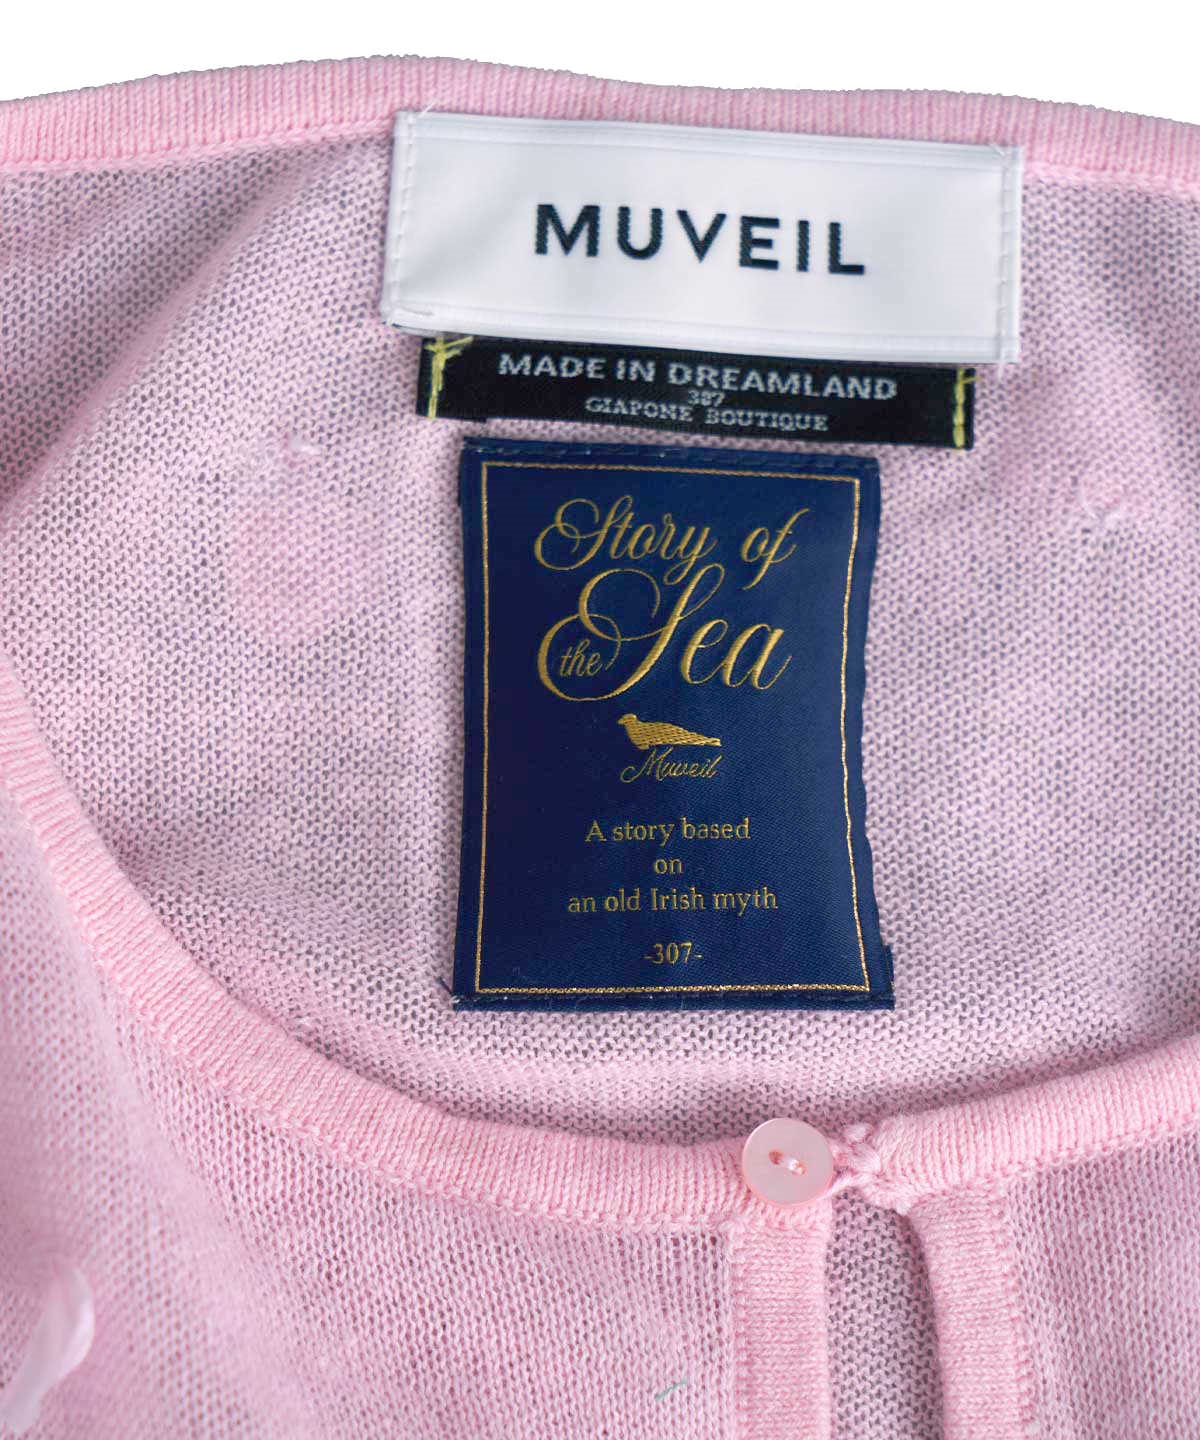 MUVEIL
MADE IN DREAMLAND
387
GIAPONE BOUTIQUE
Story of
the Sea
Muveil
A story based
on
an old Irish myth
-307-